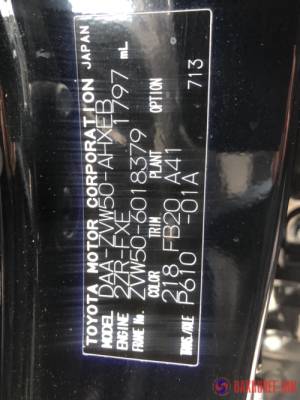 TOYOTA MOTOR CORPORATION JAPAN
MODEL DAA-ZVW50-AHXEB
ENGINE 2ZR-FXE 1797 mL
FRAME No. ZVW50-6018379
COLOR TRIM PLANT OPTION
218 FB20 A41 713
TRANS./AXLE P610 -01A